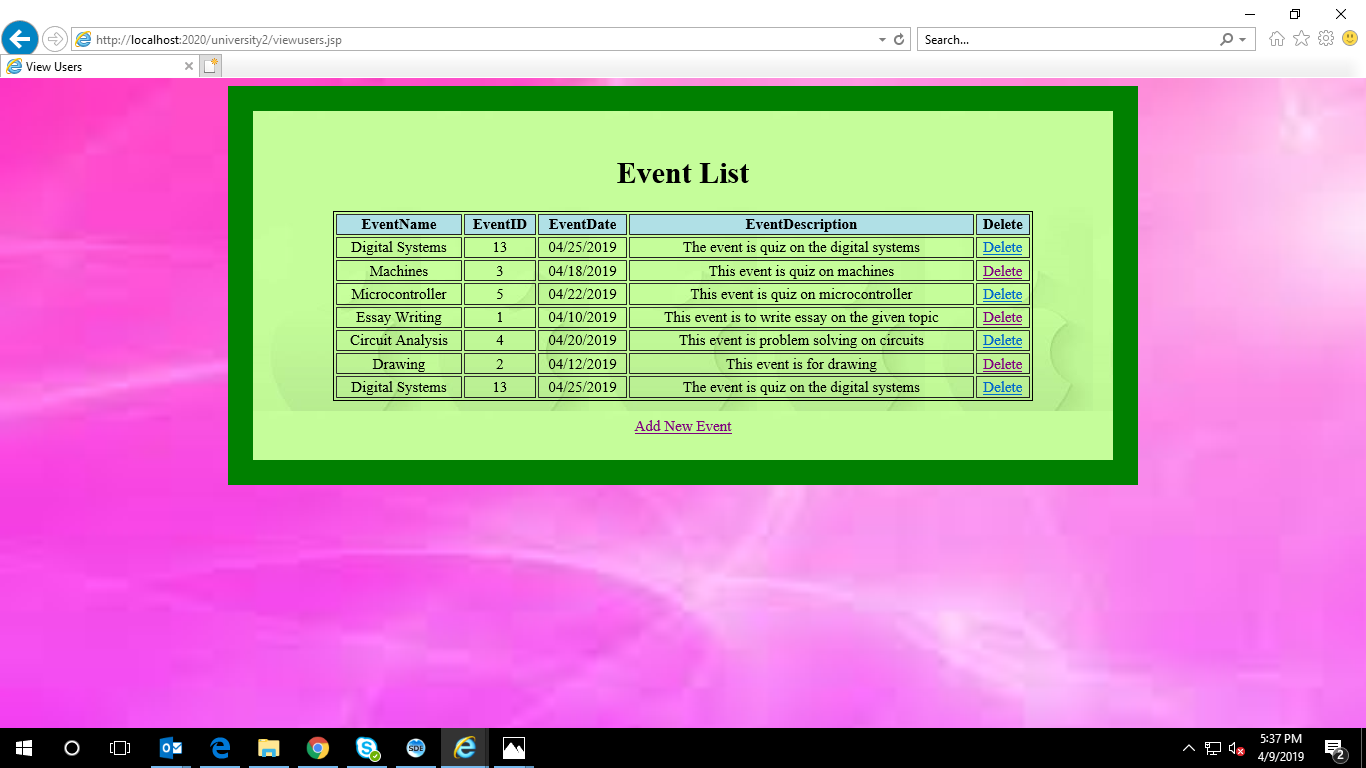 http://localhost:2020/university2/viewusers.jsp
Search...
View Users
Event List
EventName EventID EventDate EventDescription Delete
Digital Systems 13 04/25/2019 The event is quiz on the digital systems Delete
Machines 3 04/18/2019 This event is quiz on machines Delete
Microcontroller 5 04/22/2019 This event is quiz on microcontroller Delete
Essay Writing 1 04/10/2019 This event is to write essay on the given topic Delete
Circuit Analysis 4 04/20/2019 This event is problem solving on circuits Delete
Drawing 2 04/12/2019 This event is for drawing Delete
Digital Systems 13 04/25/2019 The event is quiz on the digital systems Delete
Add New Event
SDE
5:37 PM
4/9/2019
2